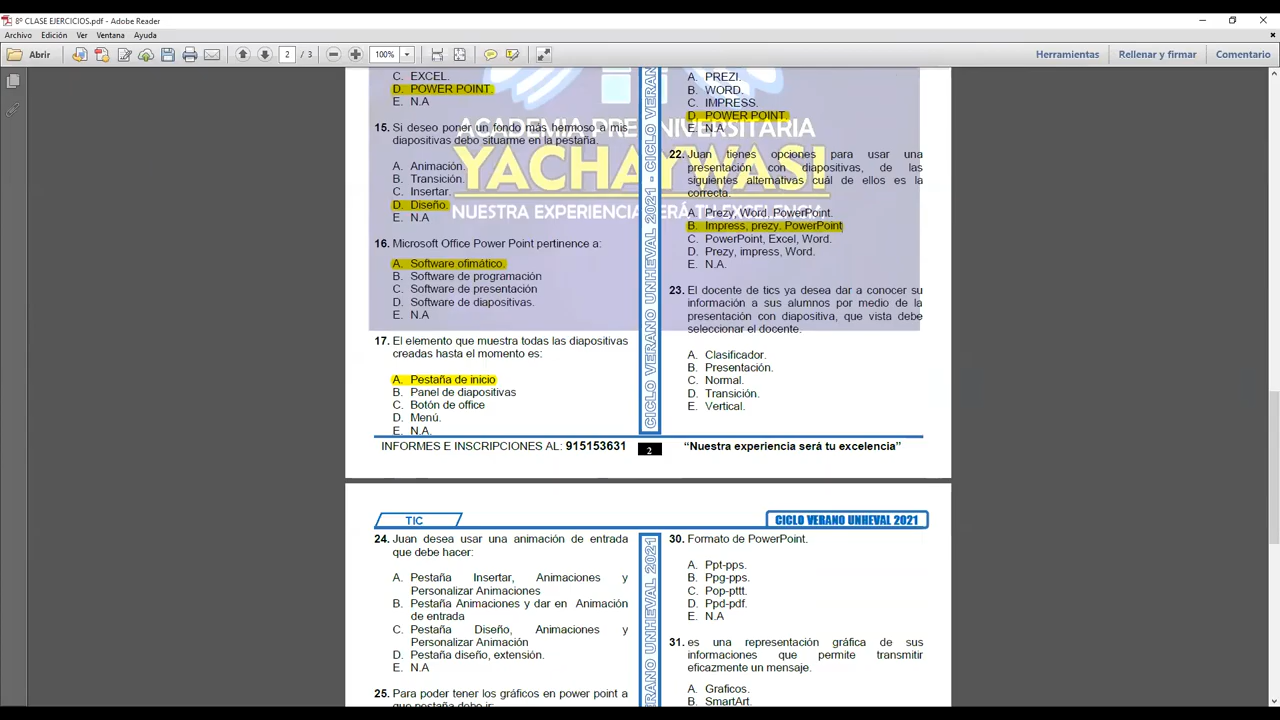 8º CLASE EJERCICIOS.pdf - Adobe Reader
Archivo Edición Ver Ventana Ayuda
Abrir 2 / 3 100% Herramientas Rellenar y firmar Comentario
C. EXCEL.
D. POWER POINT.
E. N.A
15. Si deseo poner un fondo más hermoso a mis
diapositivas debo situarme en la pestaña.
A. Animación.
B. Transición.
C. Insertar.
D. Diseño.
E. N.A
16. Microsoft Office Power Point pertinence a:
A. Software ofimático.
B. Software de programación
C. Software de presentación
D. Software de diapositivas.
E. N.A
17. El elemento que muestra todas las diapositivas
creadas hasta el momento es:
A. Pestaña de inicio
B. Panel de diapositivas
C. Botón de office
D. Menú.
E. N.A.
CICLO VERANO UNHEVAL 2021 - CICLO VERANO
ACADEMIA PREUNIVERSITARIA
YACHAYWASI
NUESTRA EXPERIENCIA SERÁ TU EXCELENCIA
A. PREZI.
B. WORD.
C. IMPRESS.
D. POWER POINT.
E. N.A
22. Juan tienes opciones para usar una
presentación con diapositivas, de las
siguientes alternativas cuál de ellos es la
correcta.
A. Prezy, Word, PowerPoint.
B. Impress, prezy, PowerPoint
C. PowerPoint, Excel, Word.
D. Prezy, impress, Word.
E. N.A.
23. El docente de tics ya desea dar a conocer su
información a sus alumnos por medio de la
presentación con diapositiva, que vista debe
seleccionar el docente.
A. Clasificador.
B. Presentación.
C. Normal.
D. Transición.
E. Vertical.
INFORMES E INSCRIPCIONES AL: 915153631 2 “Nuestra experiencia será tu excelencia”
TIC CICLO VERANO UNHEVAL 2021
24. Juan desea usar una animación de entrada
que debe hacer:
A. Pestaña Insertar, Animaciones y
Personalizar Animaciones
B. Pestaña Animaciones y dar en Animación
de entrada
C. Pestaña Diseño, Animaciones y
Personalizar Animación
D. Pestaña diseño, extensión.
E. N.A
25. Para poder tener los gráficos en power point a
que pestaña debo ir:
VERANO UNHEVAL 2021
30. Formato de PowerPoint.
A. Ppt-pps.
B. Ppg-pps.
C. Pop-pttt.
D. Ppd-pdf.
E. N.A
31. es una representación gráfica de sus
informaciones que permite transmitir
eficazmente un mensaje.
A. Graficos.
B. SmartArt.